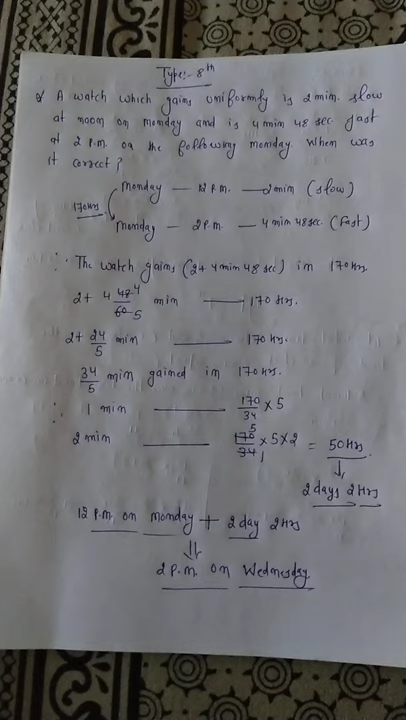 Type:- 8th
Q A watch which gains uniformly is 2 min. slow
at noon on monday and is 4 min 48 sec. fast
at 2 P.m. on the following monday. When was
it correct?
monday — 12 P.m. — 2 min (slow)
170 Hrs
monday — 2 P.m. — 4 min 48 sec. (Fast)
∴ The watch gains (2+ 4 min 48 sec) in 170 Hrs
2+ 4 48/60 4/5 min — 170 Hrs.
2+ 24/5 min — 170 Hrs.
34/5 min gained in 170 Hrs.
∴ 1 min — 170/34 × 5
2 min — 170/34 5/1 × 5 × 2 = 50 Hrs.
2 days 2 Hrs
12 P.m. on monday + 2 day 2 Hrs
2 P.m. on Wednesday.